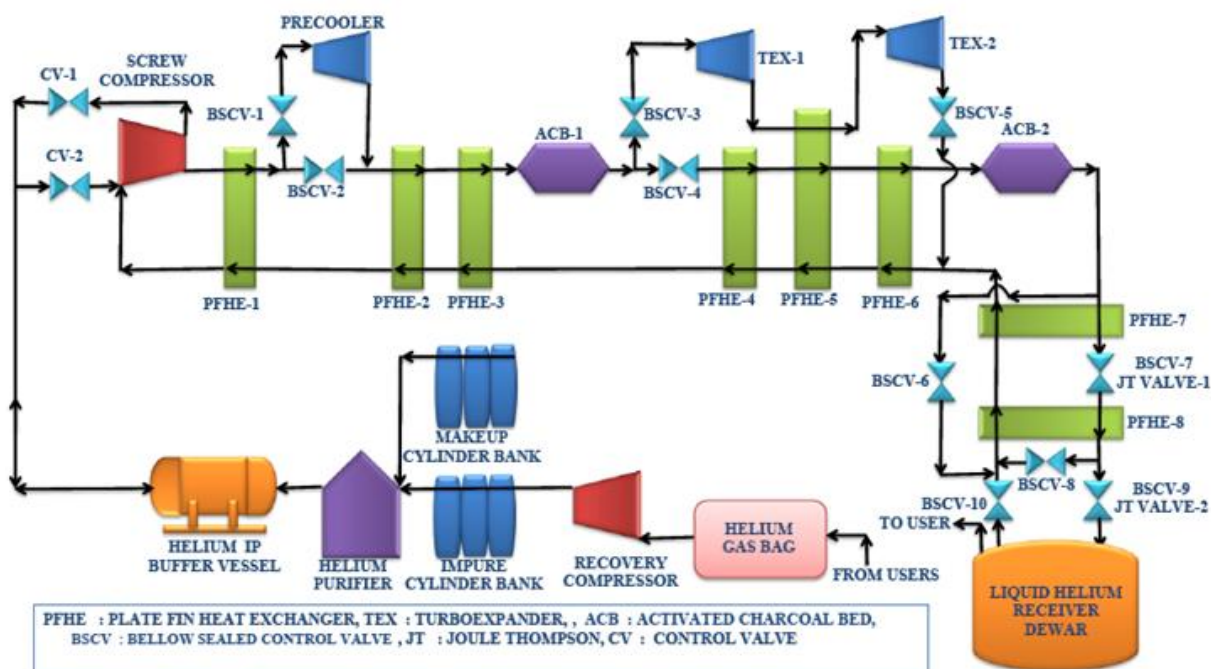 PRECOOLER
TEX-1
TEX-2
CV-1
SCREW
COMPRESSOR
BSCV-1
BSCV-3
BSCV-5
ACB-1
ACB-2
CV-2
BSCV-2
BSCV-4
PFHE-1
PFHE-2
PFHE-3
PFHE-4
PFHE-5
PFHE-6
PFHE-7
BSCV-6
BSCV-7
JT VALVE-1
PFHE-8
MAKEUP
CYLINDER BANK
BSCV-8
BSCV-9
JT VALVE-2
BSCV-10
TO USER
HELIUM IP
BUFFER VESSEL
HELIUM
PURIFIER
IMPURE
CYLINDER BANK
RECOVERY
COMPRESSOR
HELIUM
GAS BAG
FROM USERS
LIQUID HELIUM
RECEIVER
DEWAR
PFHE : PLATE FIN HEAT EXCHANGER, TEX : TURBOEXPANDER, , ACB : ACTIVATED CHARCOAL BED,
BSCV : BELLOW SEALED CONTROL VALVE , JT : JOULE THOMPSON, CV : CONTROL VALVE